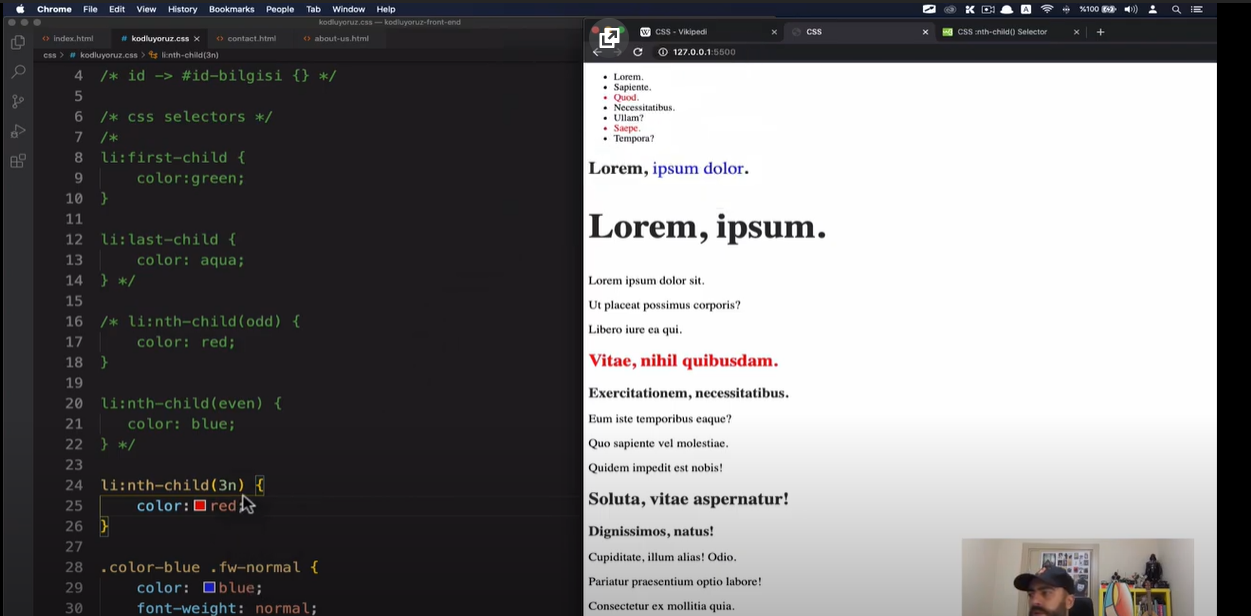 Chrome File Edit View History Bookmarks People Tab Window Help %100
kodluyoruz.css — kodluyoruz-front-end
index.html # kodluyoruz.css × contact.html about-us.html
css > # kodluyoruz.css > li:nth-child(3n)
4 /* id -> #id-bilgisi {} */
5
6 /* css selectors */
7 /*
8 li:first-child {
9 color:green;
10 }
11
12 li:last-child {
13 color: aqua;
14 } */
15
16 /* li:nth-child(odd) {
17 color: red;
18 }
19
20 li:nth-child(even) {
21 color: blue;
22 } */
23
24 li:nth-child(3n) {
25 color: red;
26 }
27
28 .color-blue .fw-normal {
29 color: blue;
30 font-weight: normal;
W CSS - Vikipedi × CSS × CSS :nth-child() Selector × +
127.0.0.1:5500
• Lorem.
• Sapiente.
• Quod.
• Necessitatibus.
• Ullam?
• Saepe.
• Tempora?
Lorem, ipsum dolor.
Lorem, ipsum.
Lorem ipsum dolor sit.
Ut placeat possimus corporis?
Libero iure ea qui.
Vitae, nihil quibusdam.
Exercitationem, necessitatibus.
Eum iste temporibus eaque?
Quo sapiente vel molestiae.
Quidem impedit est nobis!
Soluta, vitae aspernatur!
Dignissimos, natus!
Cupiditate, illum alias! Odio.
Pariatur praesentium optio labore!
Consectetur ex mollitia quia.